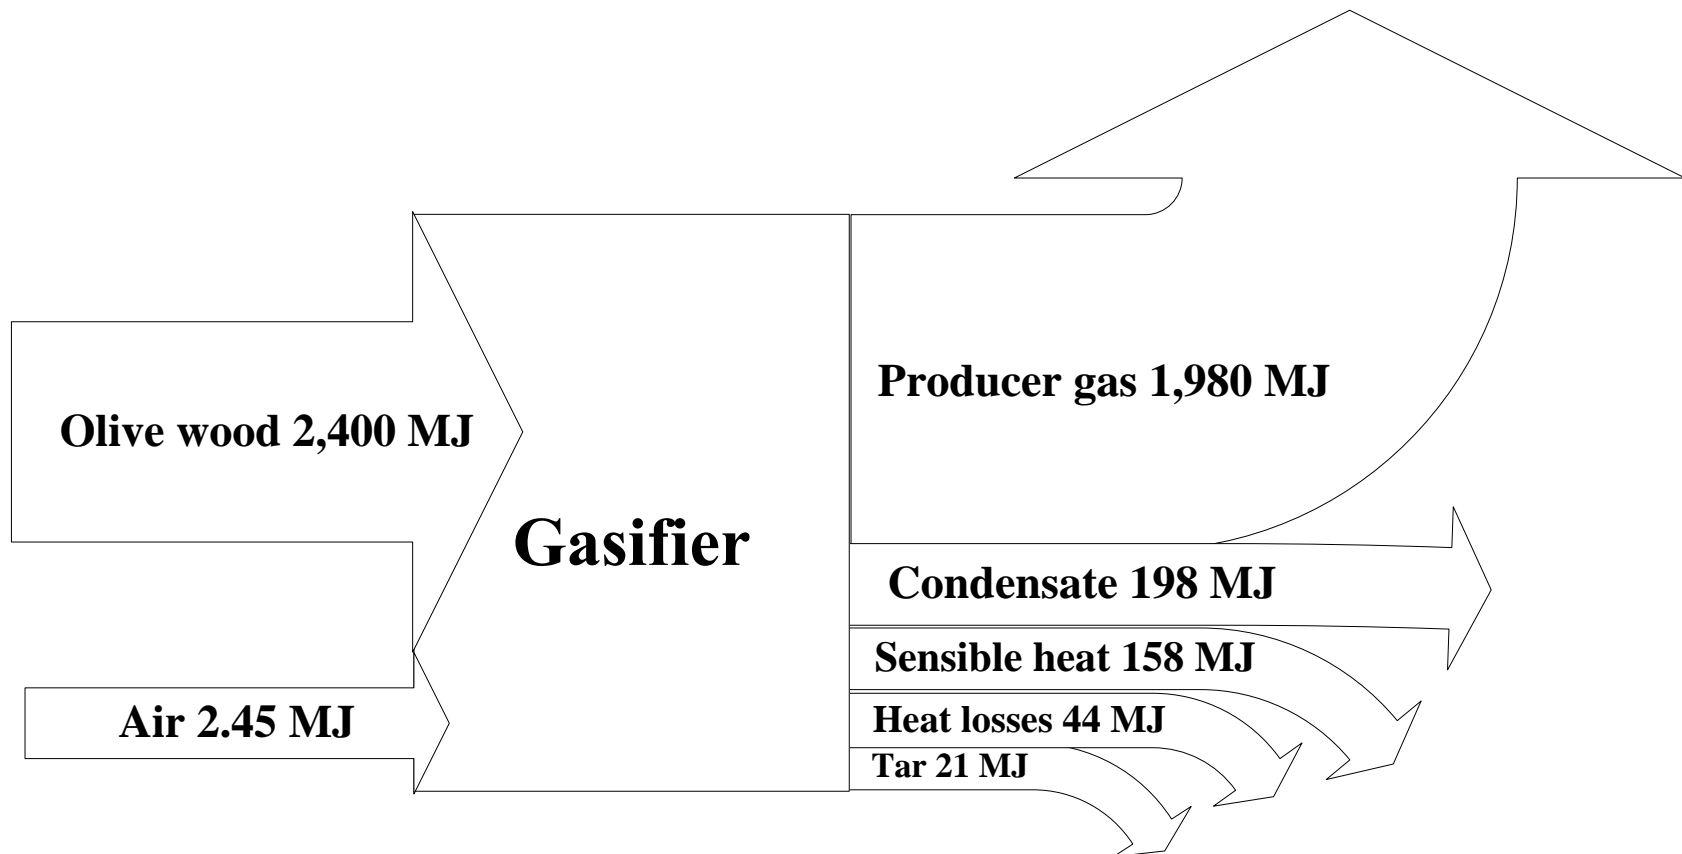 Olive wood 2,400 MJ
Air 2.45 MJ
Gasifier
Producer gas 1,980 MJ
Condensate 198 MJ
Sensible heat 158 MJ
Heat losses 44 MJ
Tar 21 MJ